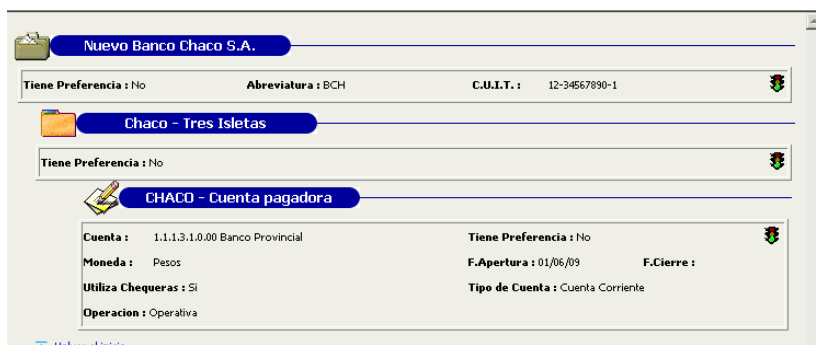 Nuevo Banco Chaco S.A.
Tiene Preferencia : No Abreviatura : BCH C.U.I.T. : 12-34567890-1
Chaco - Tres Isletas
Tiene Preferencia : No
CHACO - Cuenta pagadora
Cuenta : 1.1.1.3.1.0.00 Banco Provincial Tiene Preferencia : No
Moneda : Pesos F.Apertura : 01/06/09 F.Cierre :
Utiliza Chequeras : Si Tipo de Cuenta : Cuenta Corriente
Operacion : Operativa